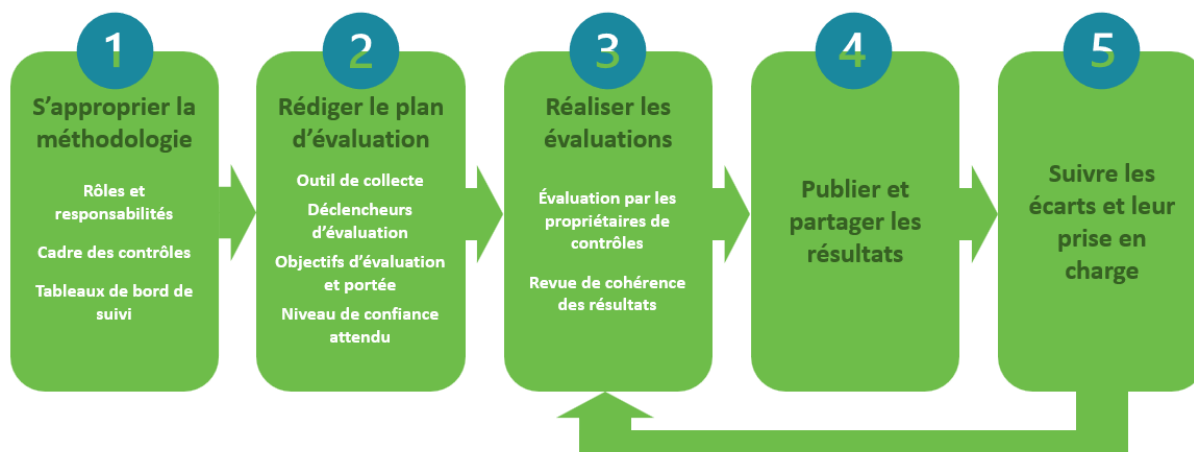 1
S’approprier la
méthodologie
Rôles et
responsabilités
Cadre des contrôles
Tableaux de bord de
suivi
2
Rédiger le plan
d’évaluation
Outil de collecte
Déclencheurs
d’évaluation
Objectifs d’évaluation
et portée
Niveau de confiance
attendu
3
Réaliser les
évaluations
Évaluation par les
propriétaires de
contrôles
Revue de cohérence
des résultats
4
Publier et
partager les
résultats
5
Suivre les
écarts et leur
prise en
charge